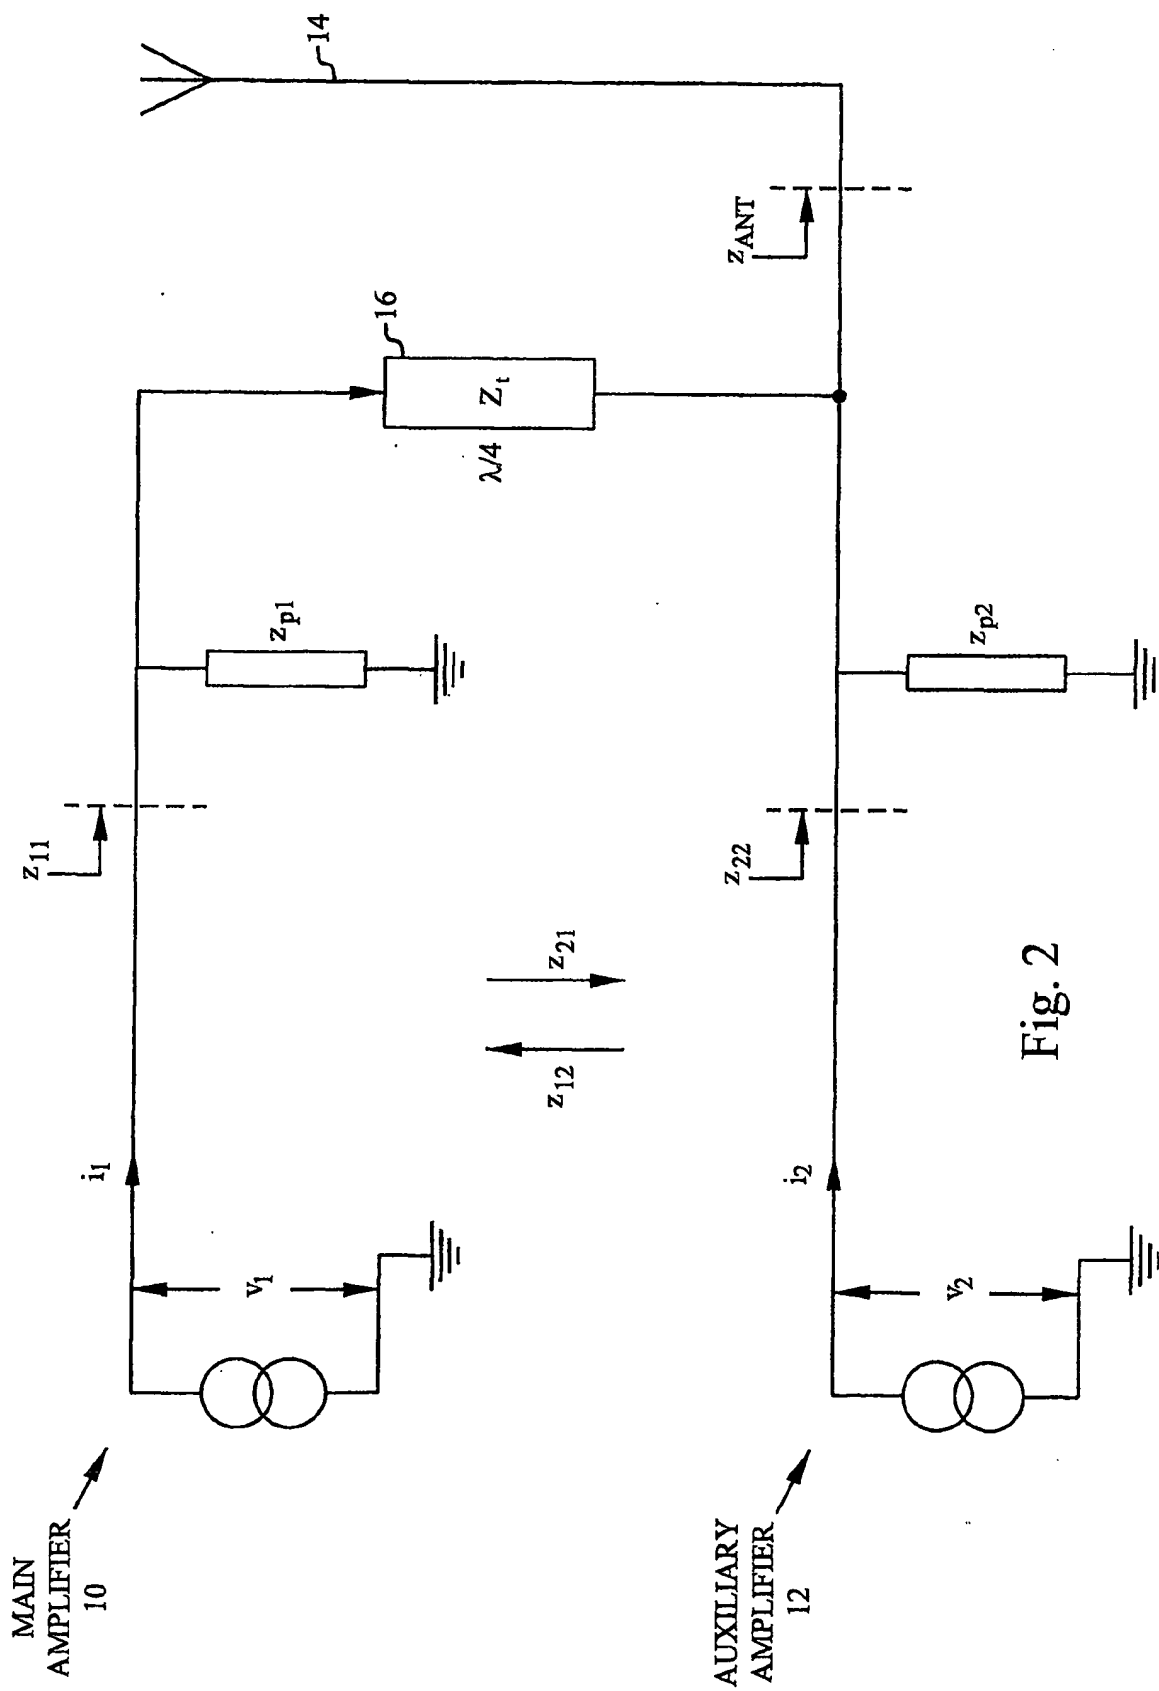 MAIN
AMPLIFIER
10
i₁
v₁
z₁₁
zₚ₁
16
Zₜ
λ/4
14
z₁₂
z₂₁
AUXILIARY
AMPLIFIER
12
i₂
v₂
z₂₂
zₚ₂
z_ANT
Fig. 2